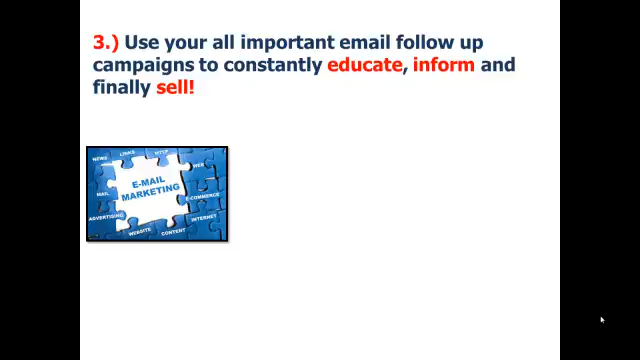 3.) Use your all important email follow up
campaigns to constantly educate, inform and
finally sell!
NEWS
LINKS
HTTP
WEB
E-MAIL
MARKETING
MAIL
E-COMMERCE
ADVERTISING
INTERNET
WEBSITE
CONTENT